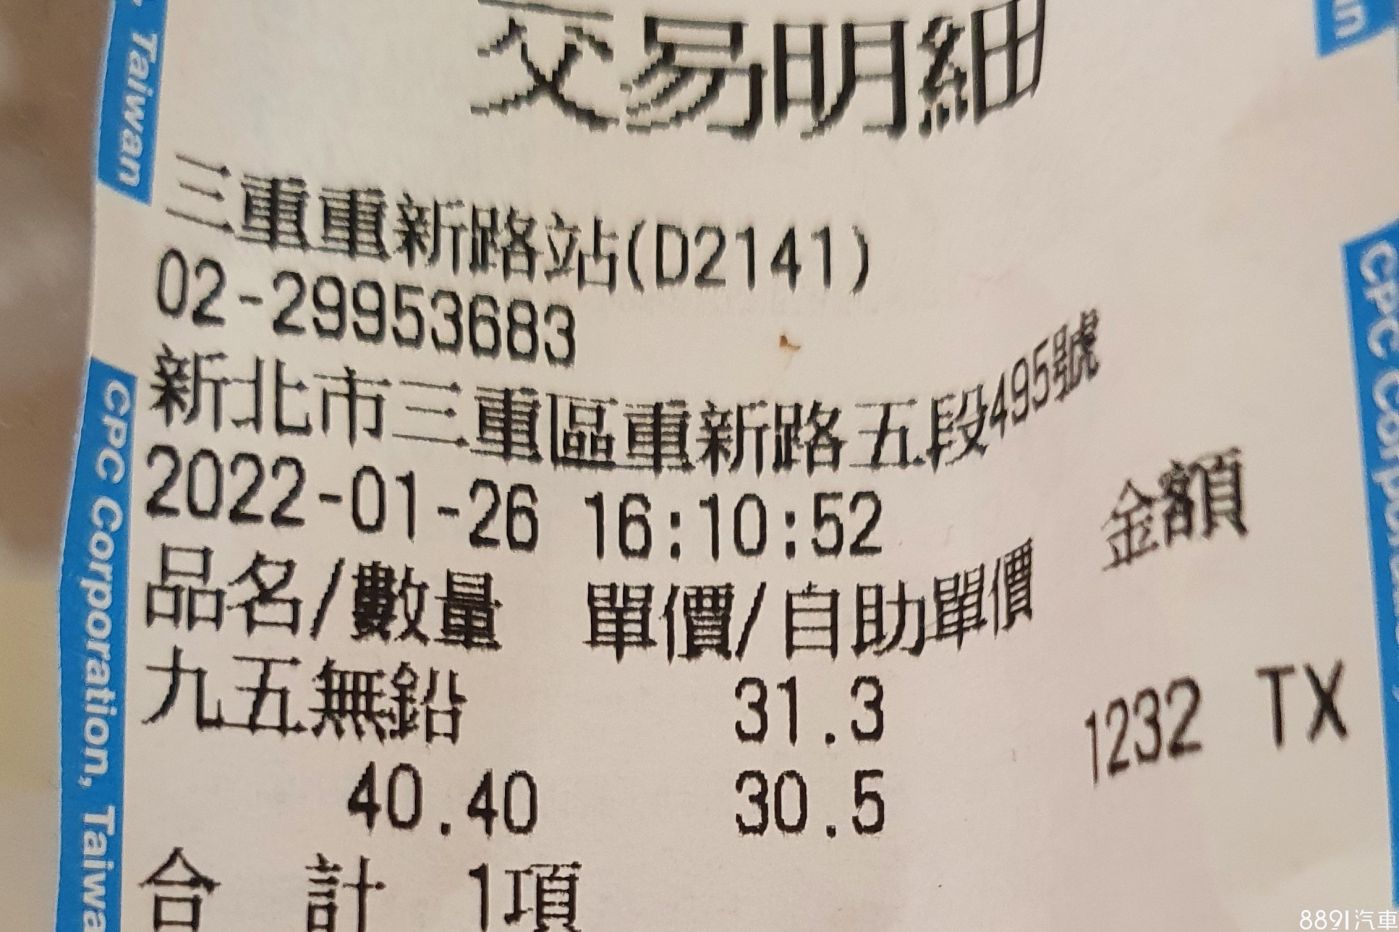 交易明細
三重重新路站(D2141)
02-29953683
新北市三重區重新路五段495號
2022-01-26 16:10:52
品名/數量 單價/自助單價 金額
九五無鉛 31.3 1232 TX
40.40 30.5
合 計 1項
Taiwan
CPC Corporation, Taiwa
CPC Corpo
an
8891汽車